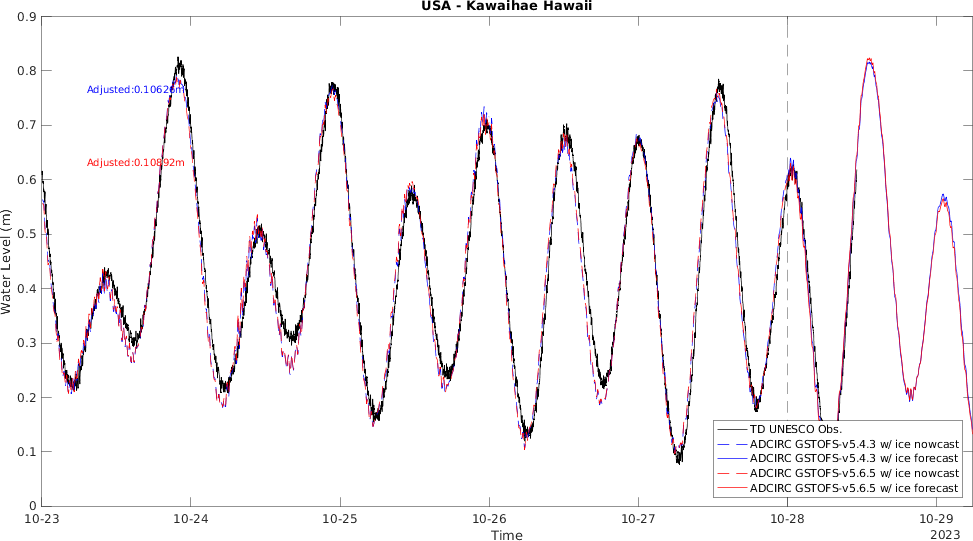 USA - Kawaihae Hawaii
0.9
0.8
Adjusted:0.10626m
0.7
Adjusted:0.10892m
0.6
0.5
Water Level (m)
0.4
0.3
0.2
0.1
0
TD UNESCO Obs.
ADCIRC GSTOFS-v5.4.3 w/ ice nowcast
ADCIRC GSTOFS-v5.4.3 w/ ice forecast
ADCIRC GSTOFS-v5.6.5 w/ ice nowcast
ADCIRC GSTOFS-v5.6.5 w/ ice forecast
10-23 10-24 10-25 10-26 10-27 10-28 10-29
Time
2023